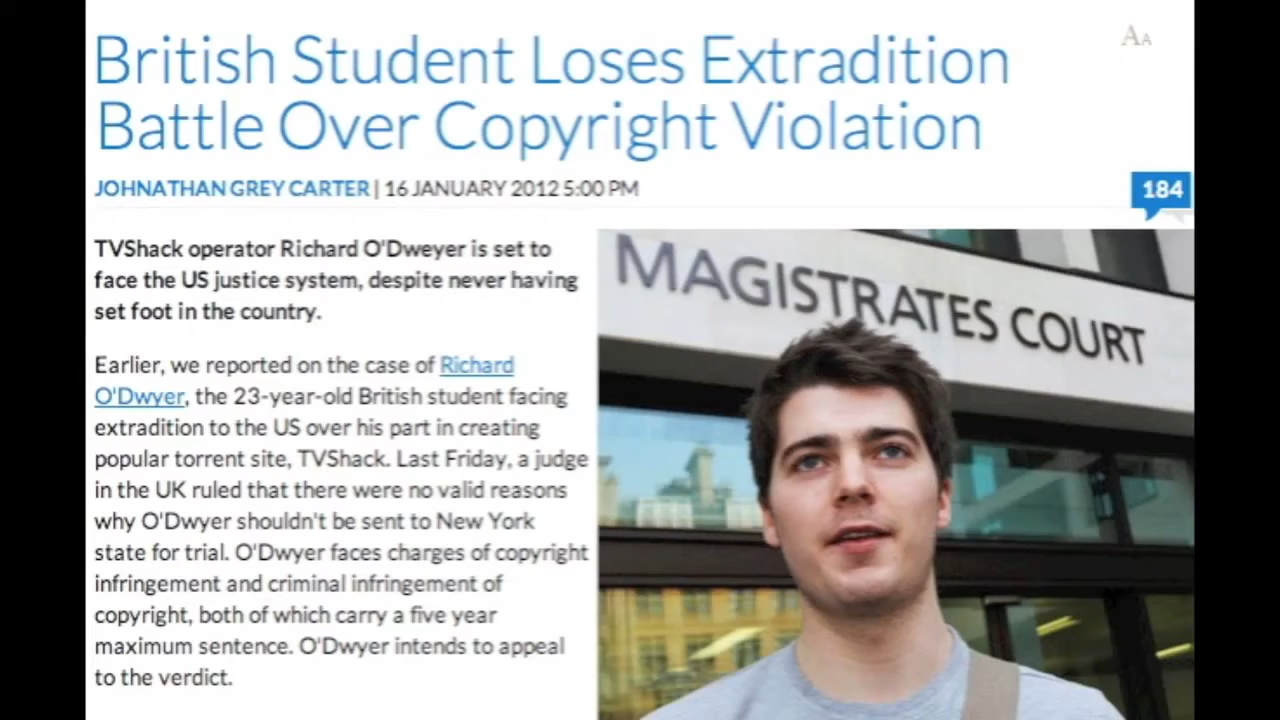 British Student Loses Extradition
AA
Battle Over Copyright Violation
JOHNATHAN GREY CARTER | 16 JANUARY 2012 5:00 PM
184
TVShack operator Richard O'Dweyer is set to
face the US justice system, despite never having
set foot in the country.
MAGISTRATES COURT
Earlier, we reported on the case of Richard
O'Dwyer, the 23-year-old British student facing
extradition to the US over his part in creating
popular torrent site, TVShack. Last Friday, a judge
in the UK ruled that there were no valid reasons
why O'Dwyer shouldn't be sent to New York
state for trial. O'Dwyer faces charges of copyright
infringement and criminal infringement of
copyright, both of which carry a five year
maximum sentence. O'Dwyer intends to appeal
to the verdict.